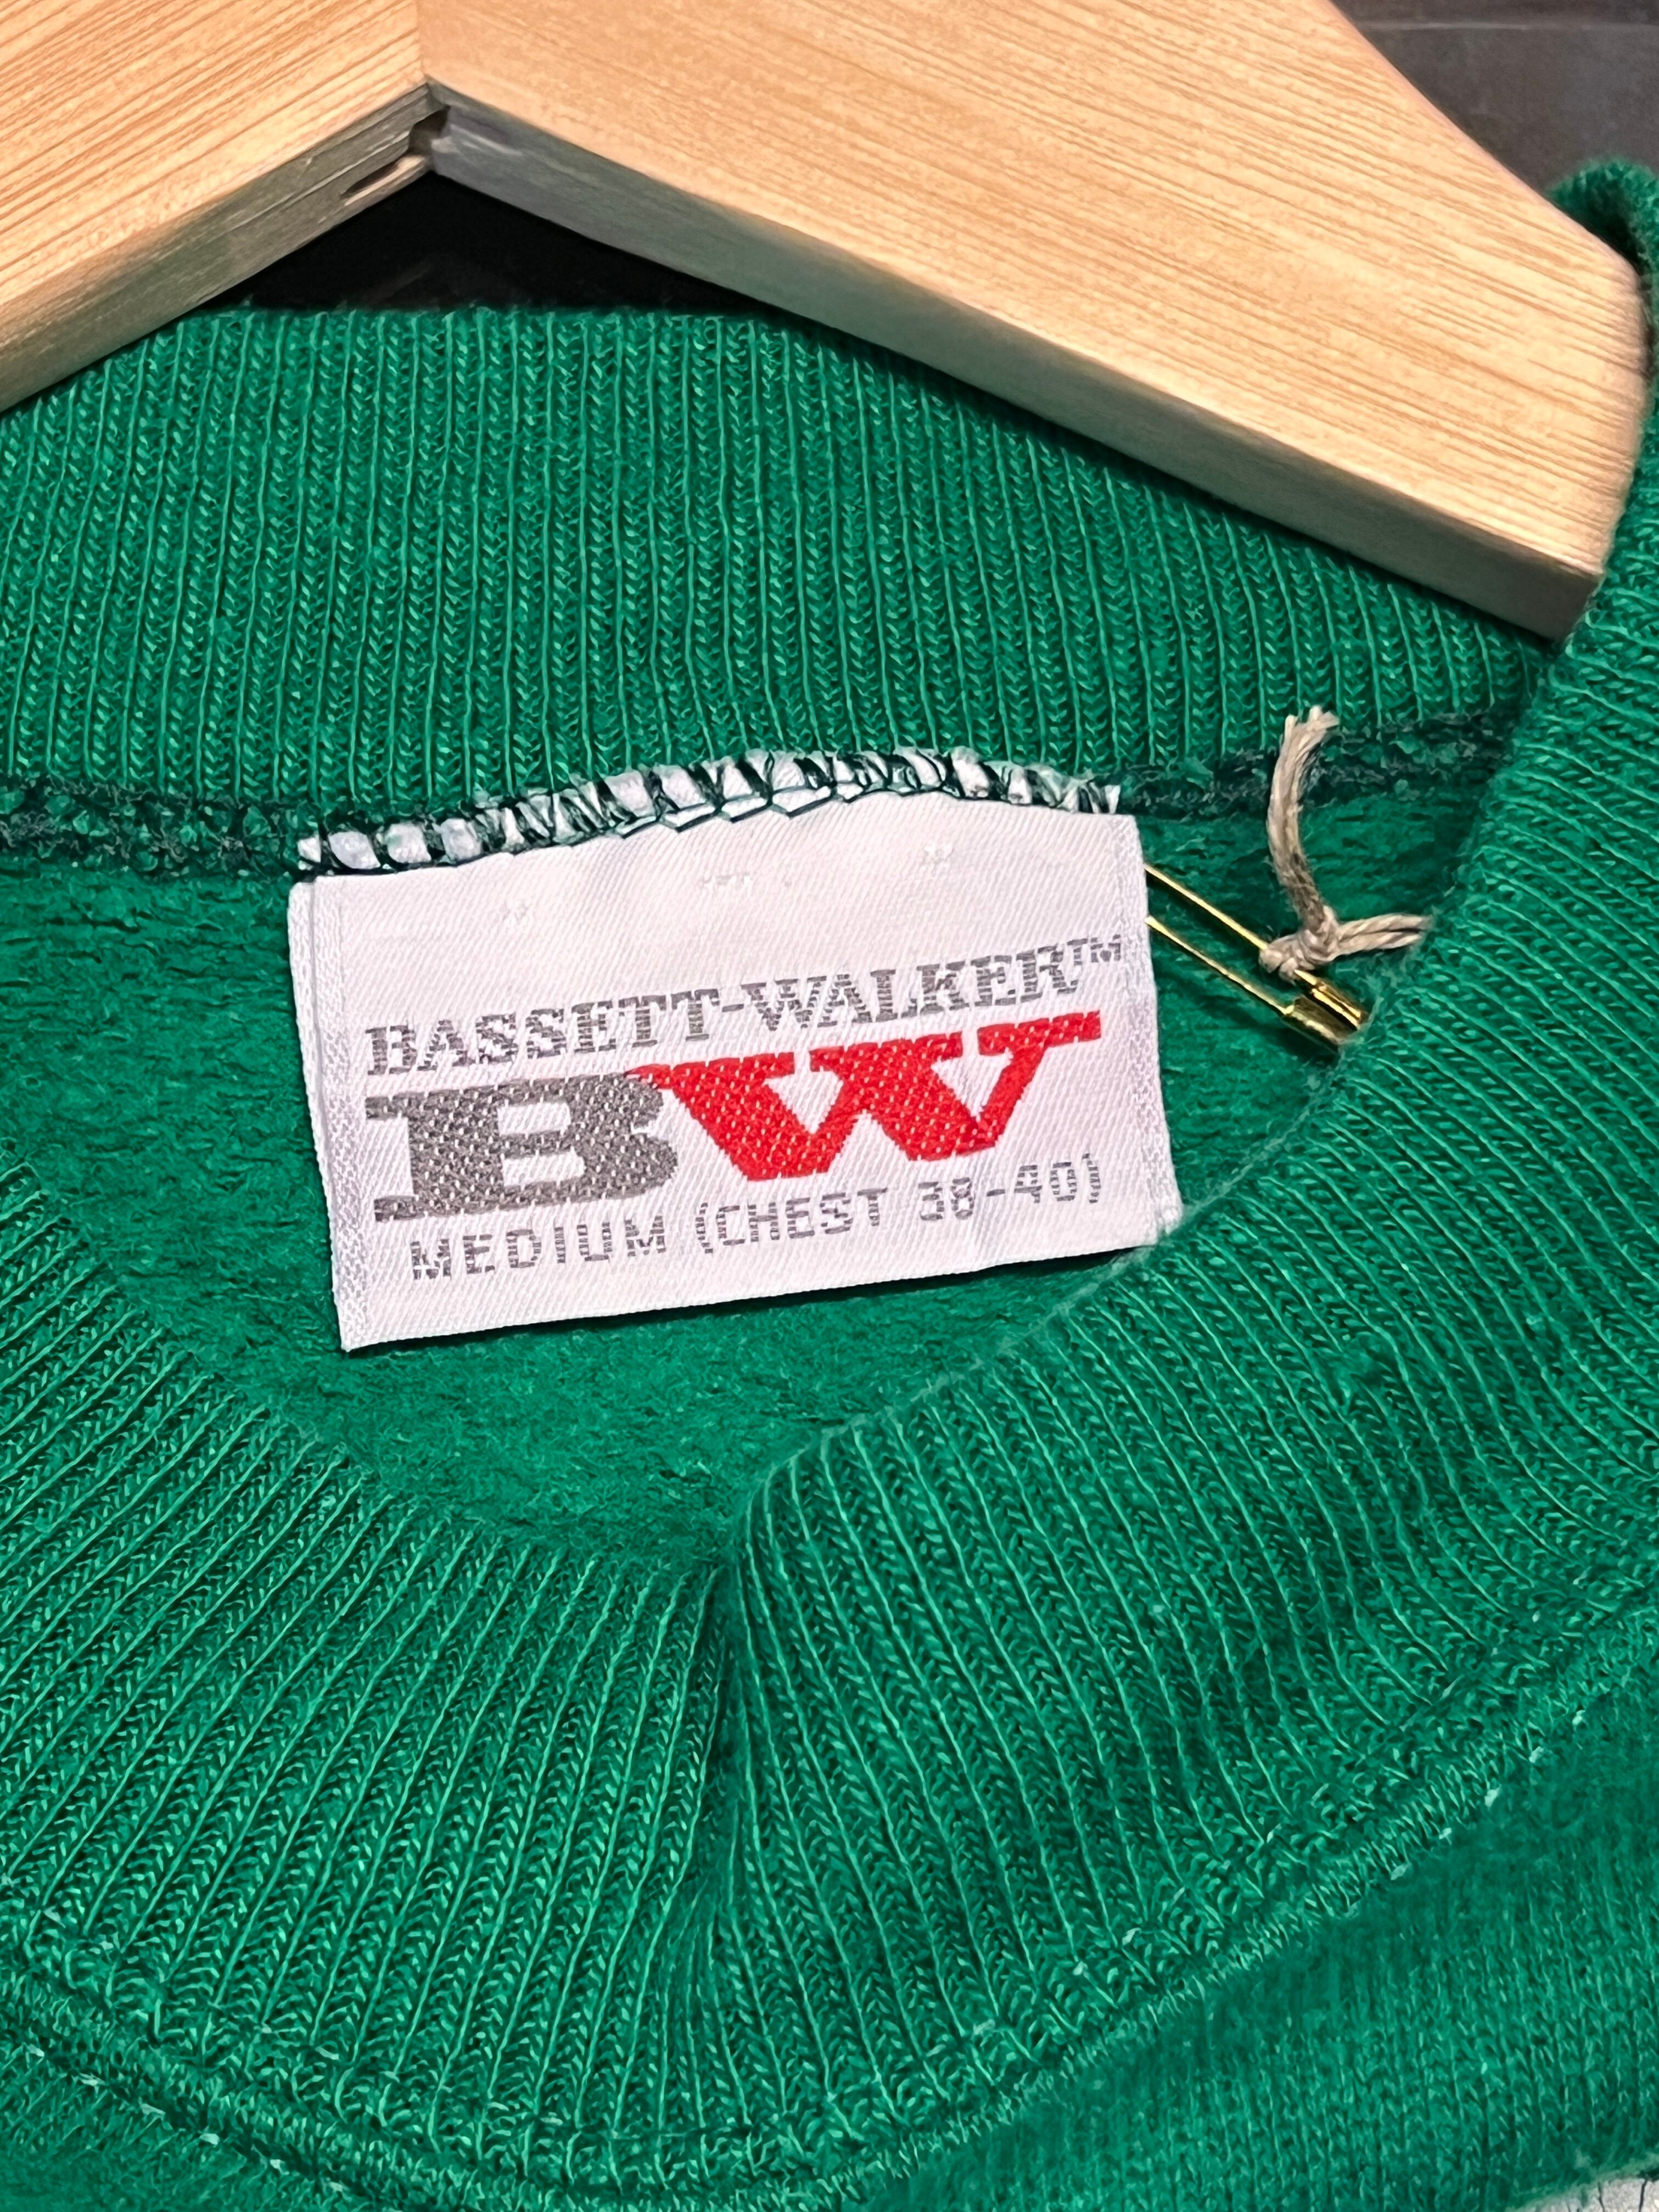 BASSETT-WALKER™
BW
MEDIUM (CHEST 38-40)